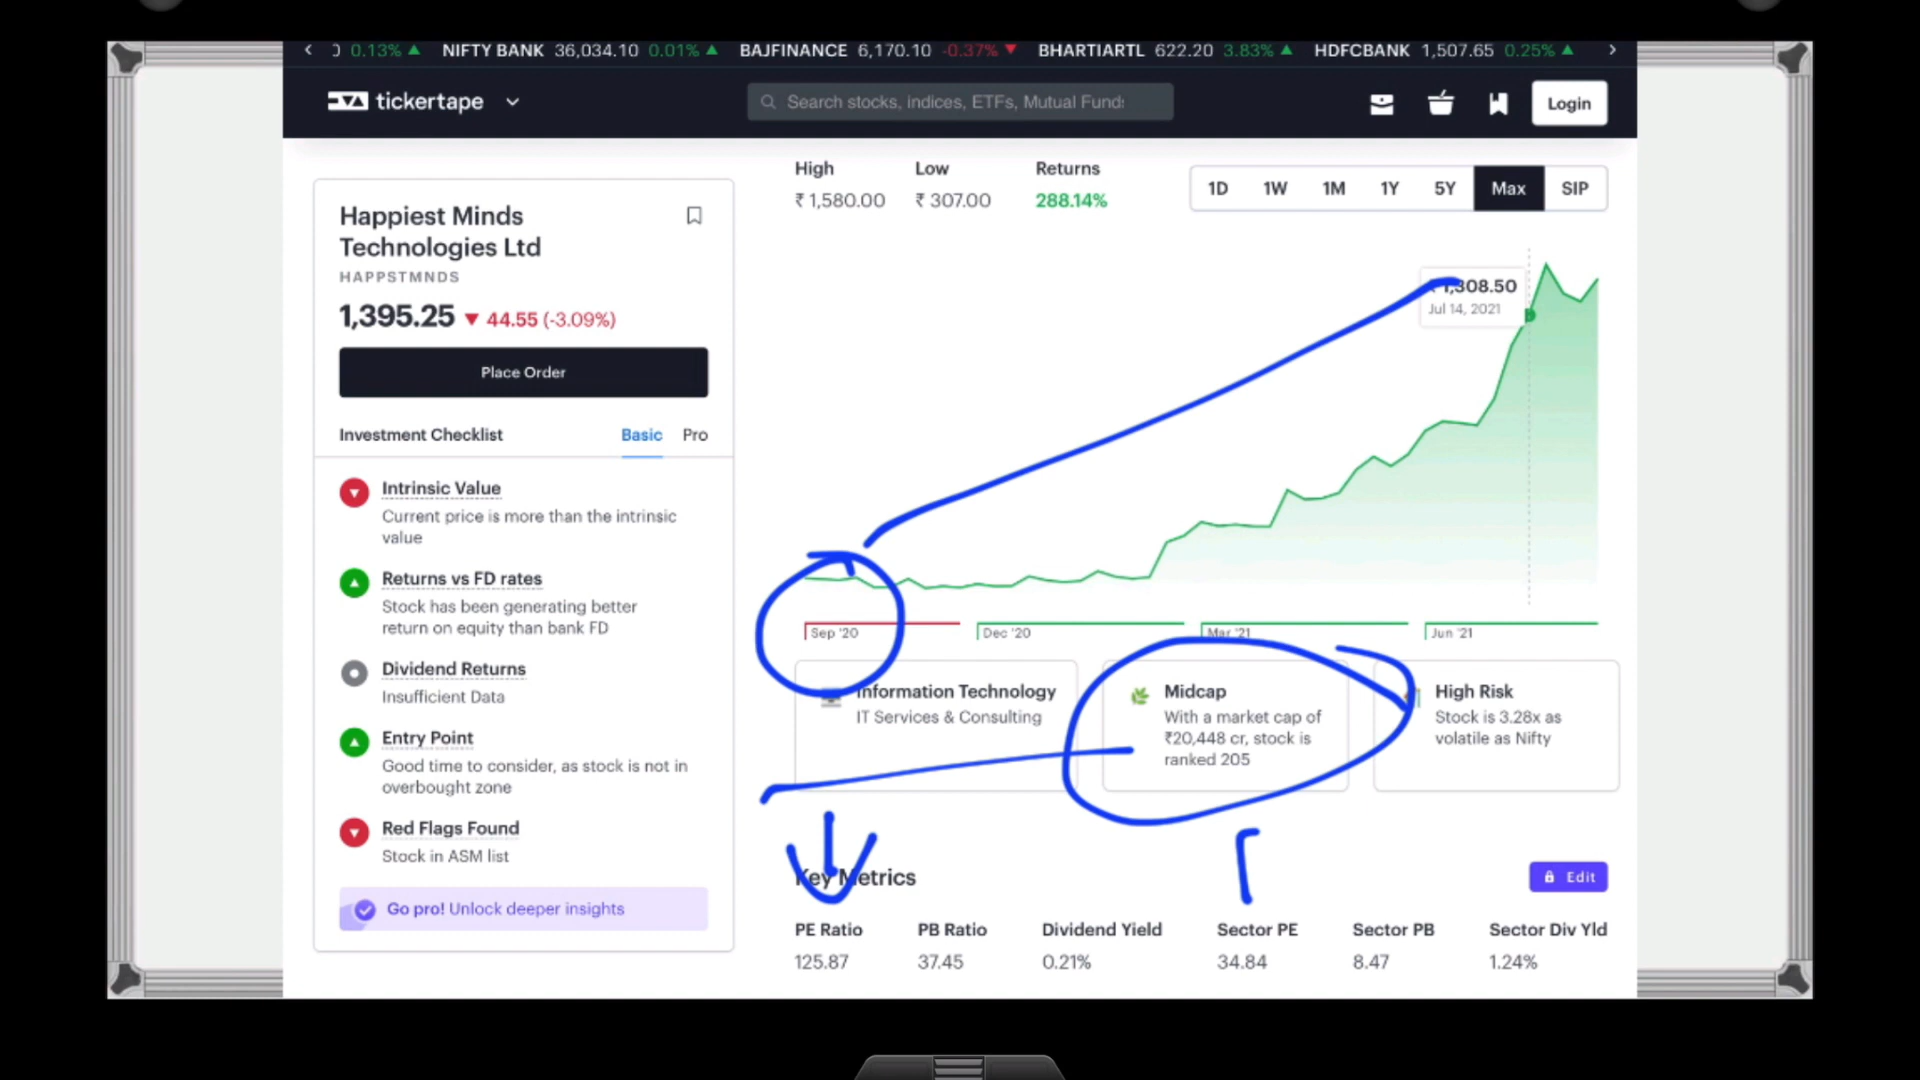 0.13% NIFTY BANK 36,034.10 0.01% BAJFINANCE 6,170.10 -0.37% BHARTIARTL 622.20 3.83% HDFCBANK 1,507.65 0.25%
tickertape
Search stocks, indices, ETFs, Mutual Funds
Login
Happiest Minds
Technologies Ltd
HAPPSTMNDS
1,395.25 44.55 (-3.09%)
Place Order
Investment Checklist Basic Pro
Intrinsic Value
Current price is more than the intrinsic
value
Returns vs FD rates
Stock has been generating better
return on equity than bank FD
Dividend Returns
Insufficient Data
Entry Point
Good time to consider, as stock is not in
overbought zone
Red Flags Found
Stock in ASM list
Go pro! Unlock deeper insights
High Low Returns
₹ 1,580.00 ₹ 307.00 288.14%
1D 1W 1M 1Y 5Y Max SIP
₹ 1,308.50
Jul 14, 2021
Sep '20 Dec '20 Mar '21 Jun '21
Information Technology
IT Services & Consulting
Midcap
With a market cap of
₹20,448 cr, stock is
ranked 205
High Risk
Stock is 3.28x as
volatile as Nifty
Key Metrics
Edit
PE Ratio PB Ratio Dividend Yield Sector PE Sector PB Sector Div Yld
125.87 37.45 0.21% 34.84 8.47 1.24%